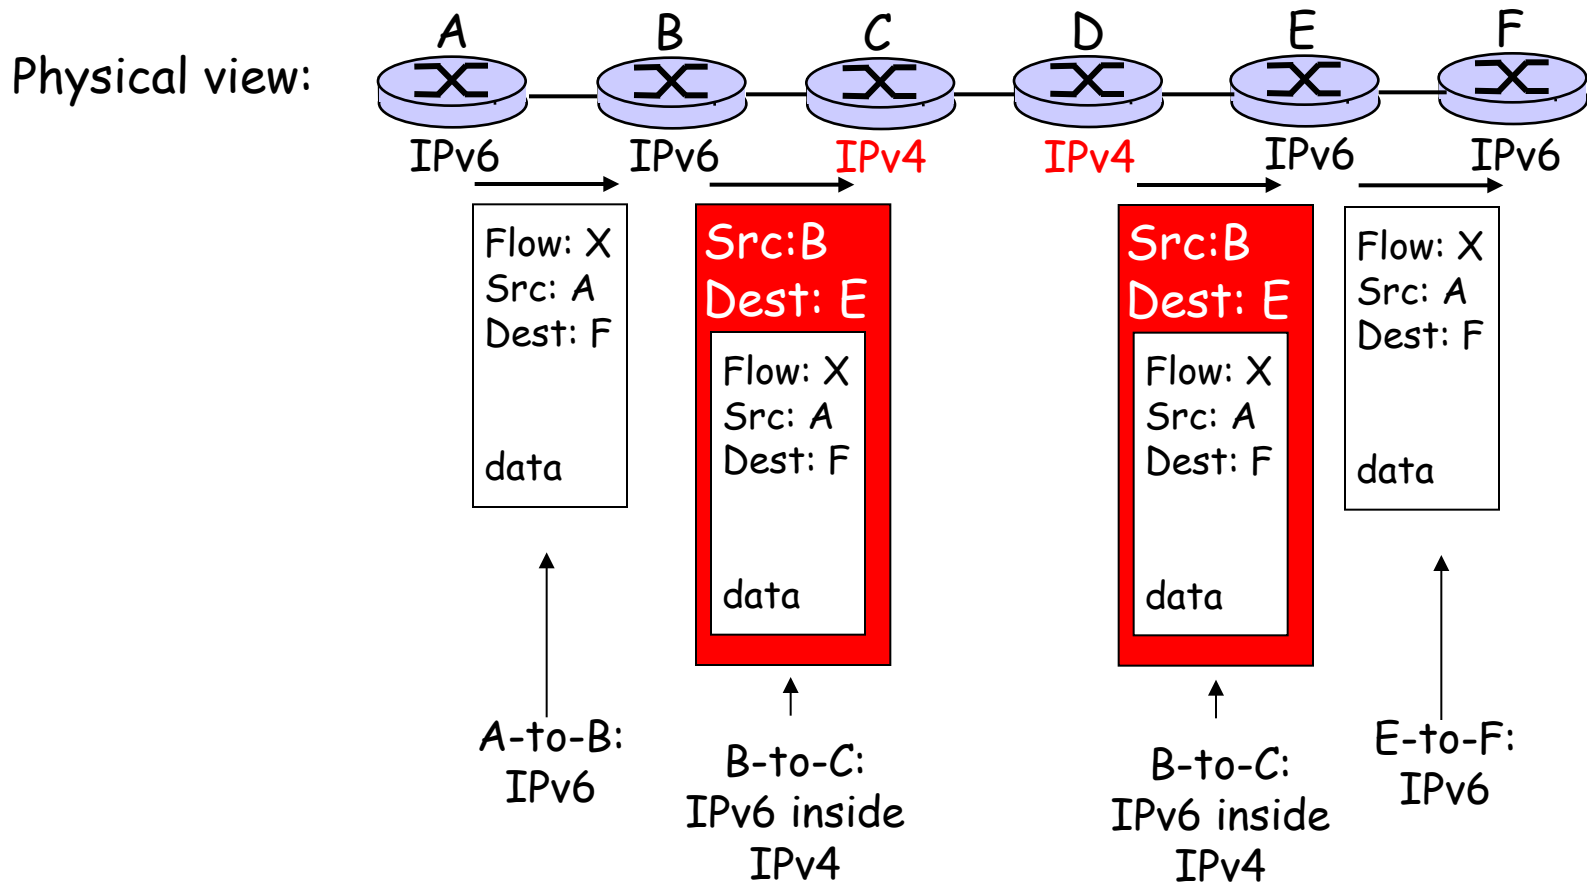 A B C D E F
Physical view:
IPv6 IPv6 IPv4 IPv4 IPv6 IPv6
Flow: X
Src: A
Dest: F
data
Src:B
Dest: E
Flow: X
Src: A
Dest: F
data
Src:B
Dest: E
Flow: X
Src: A
Dest: F
data
Flow: X
Src: A
Dest: F
data
A-to-B:
IPv6
B-to-C:
IPv6 inside
IPv4
B-to-C:
IPv6 inside
IPv4
E-to-F:
IPv6